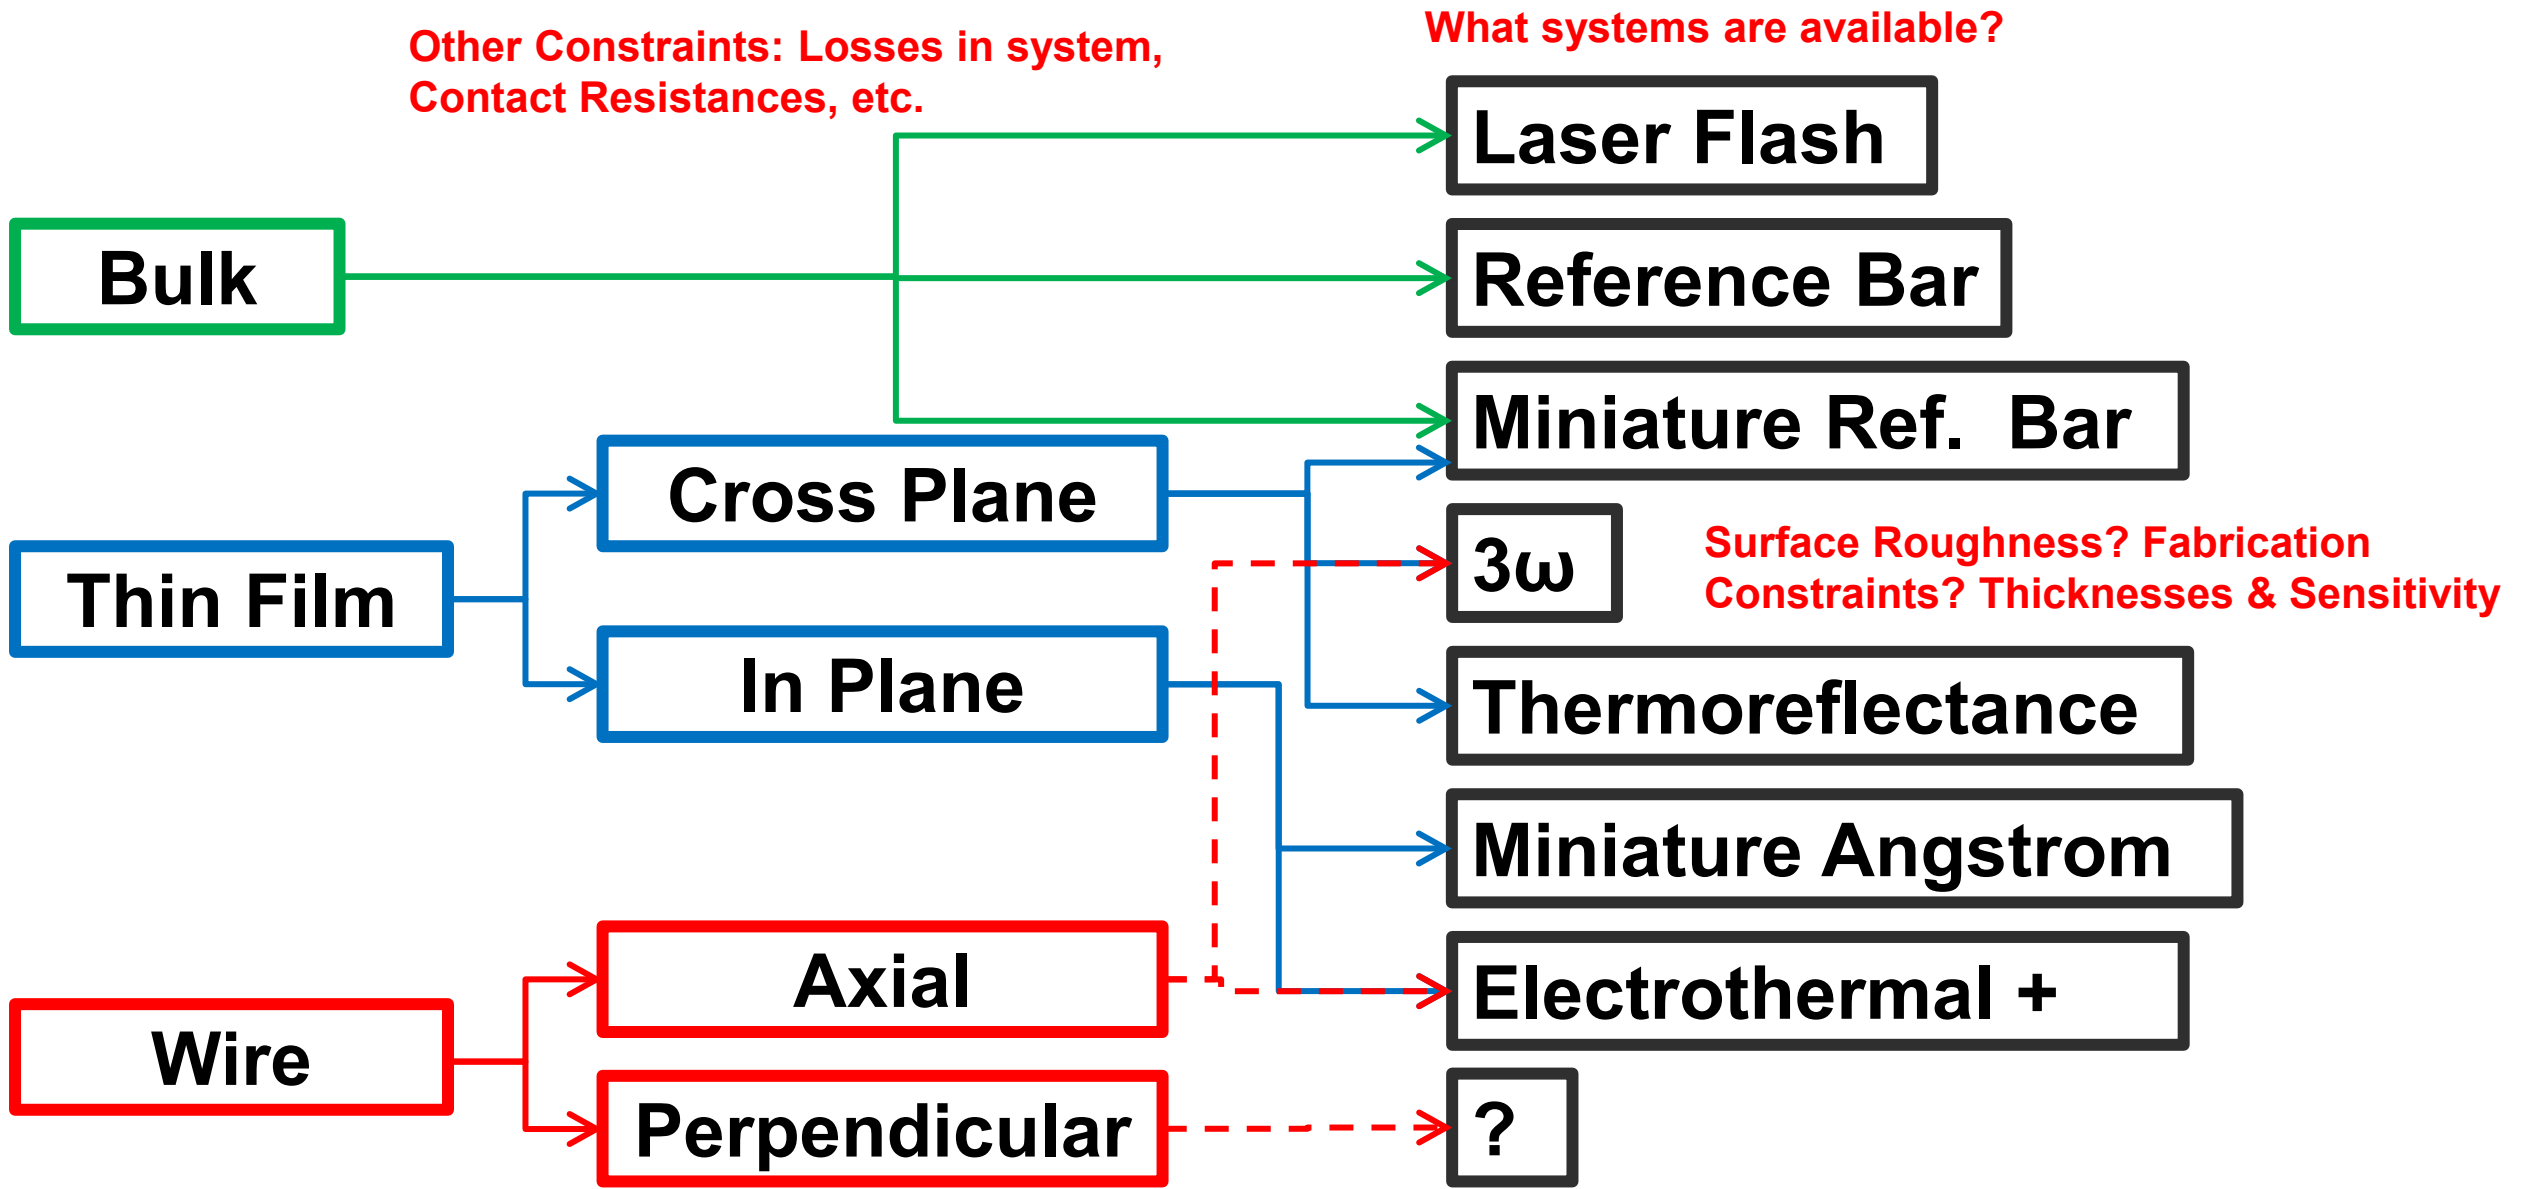 What systems are available?
Other Constraints: Losses in system,
Contact Resistances, etc.
Laser Flash
Bulk
Reference Bar
Miniature Ref. Bar
Cross Plane
Thin Film
3ω
Surface Roughness? Fabrication
Constraints? Thicknesses & Sensitivity
In Plane
Thermoreflectance
Miniature Angstrom
Axial
Electrothermal +
Wire
Perpendicular
?